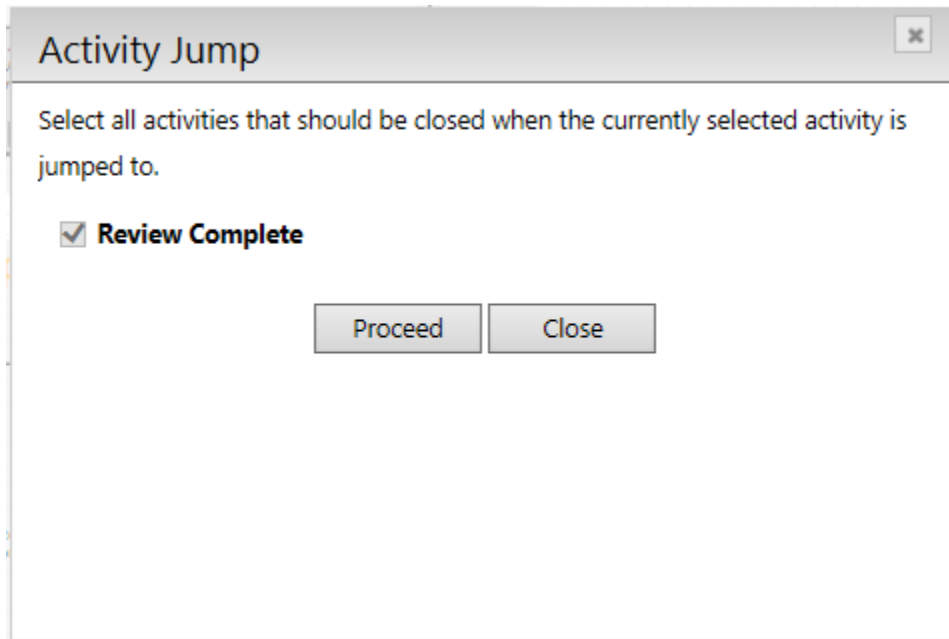 Activity Jump
Select all activities that should be closed when the currently selected activity is
jumped to.
Review Complete
Proceed Close